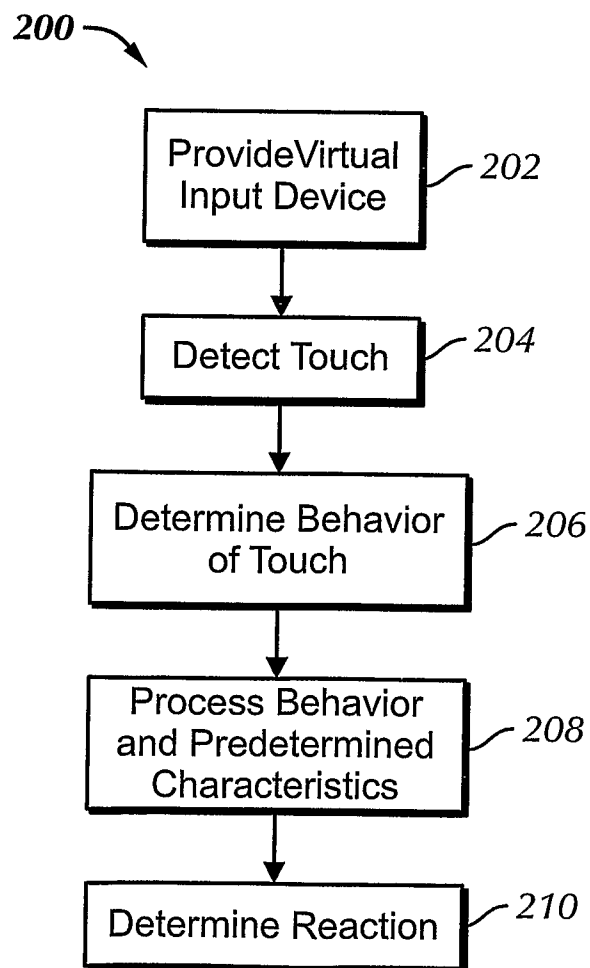 200
ProvideVirtual
Input Device
202
Detect Touch
204
Determine Behavior
of Touch
206
Process Behavior
and Predetermined
Characteristics
208
Determine Reaction
210